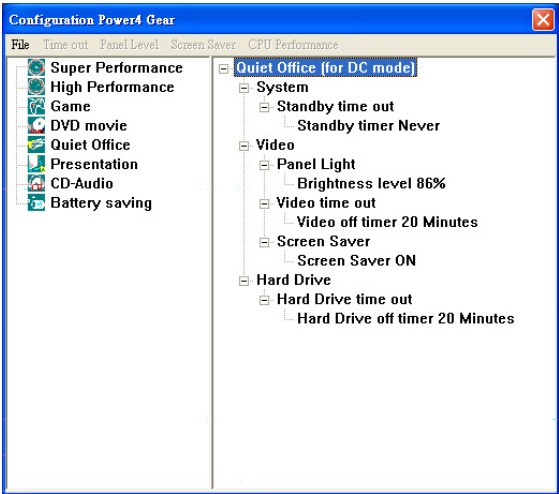 Configuration Power4 Gear
File Time out Panel Level Screen Saver CPU Performance
Super Performance
High Performance
Game
DVD movie
Quiet Office
Presentation
CD-Audio
Battery saving
Quiet Office (for DC mode)
System
Standby time out
Standby timer Never
Video
Panel Light
Brightness level 86%
Video time out
Video off timer 20 Minutes
Screen Saver
Screen Saver ON
Hard Drive
Hard Drive time out
Hard Drive off timer 20 Minutes